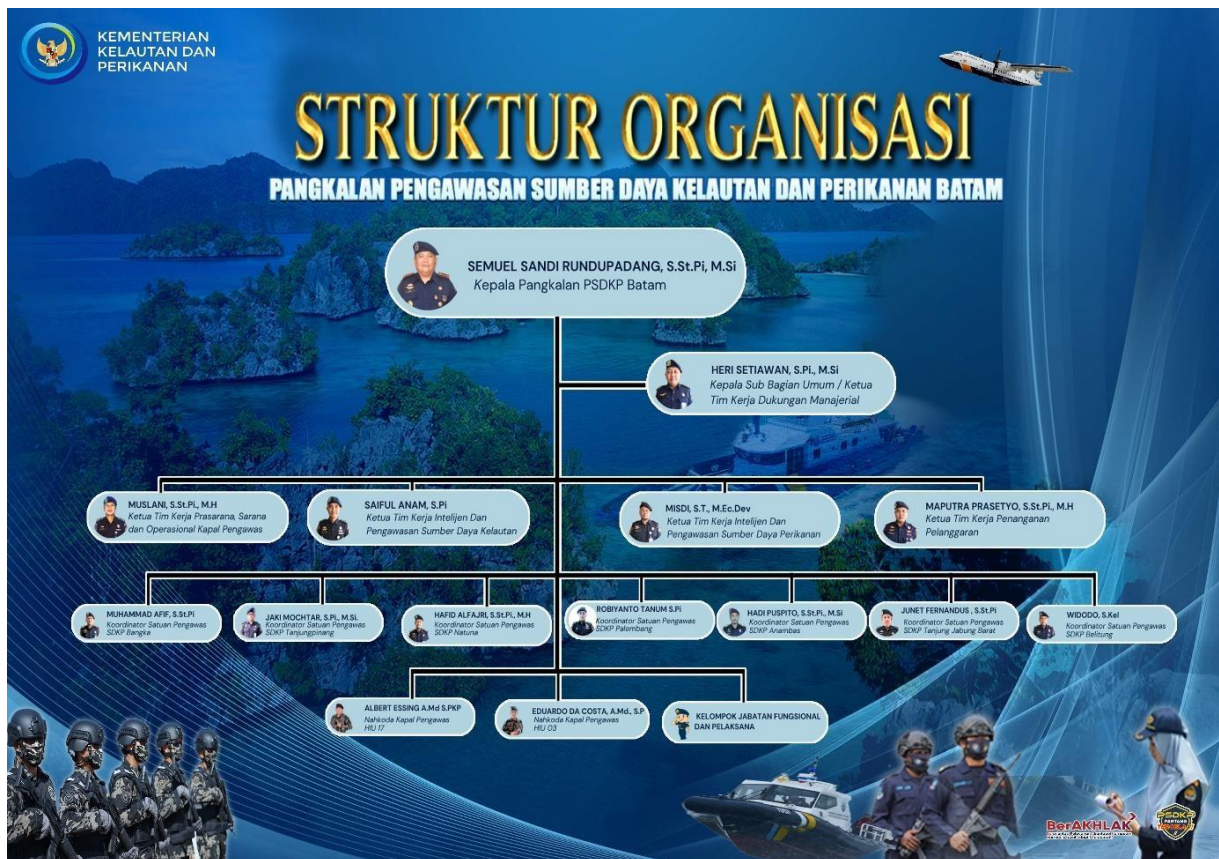 KEMENTERIAN
KELAUTAN DAN
PERIKANAN
STRUKTUR ORGANISASI
PANGKALAN PENGAWASAN SUMBER DAYA KELAUTAN DAN PERIKANAN BATAM
SEMUEL SANDI RUNDUPADANG, S.St.Pi, M.Si
Kepala Pangkalan PSDKP Batam
HERI SETIAWAN, S.Pi., M.Si
Kepala Sub Bagian Umum / Ketua
Tim Kerja Dukungan Manajerial
MUSLANI, S.St.Pi., M.H
Ketua Tim Kerja Prasarana, Sarana
dan Operasional Kapal Pengawas
SAIFUL ANAM, S.Pi
Ketua Tim Kerja Intelijen Dan
Pengawasan Sumber Daya Kelautan
MISDI, S.T., M.Ec.Dev
Ketua Tim Kerja Intelijen Dan
Pengawasan Sumber Daya Perikanan
MAPUTRA PRASETYO, S.St.Pi., M.H
Ketua Tim Kerja Penanganan
Pelanggaran
MUHAMMAD AFIF, S.St.Pi
Koordinator Satuan Pengawas
SDKP Bangka
JAKI MOCHTAR, S.Pi., M.Si.
Koordinator Satuan Pengawas
SDKP Tanjungpinang
HAFID ALFAJRI, S.St.Pi., M.H
Koordinator Satuan Pengawas
SDKP Natuna
ROBIYANTO TANUM S.Pi
Koordinator Satuan Pengawas
SDKP Palembang
HADI PUSPITO, S.St.Pi., M.Si
Koordinator Satuan Pengawas
SDKP Anambas
JUNET FERNANDUS , S.St.Pi
Koordinator Satuan Pengawas
SDKP Tanjung Jabung Barat
WIDODO, S.Kel
Koordinator Satuan Pengawas
SDKP Belitung
ALBERT ESSING A.Md S.PKP
Nahkoda Kapal Pengawas
HIU 17
EDUARDO DA COSTA, A.Md., S.P
Nahkoda Kapal Pengawas
HIU 03
KELOMPOK JABATAN FUNGSIONAL
DAN PELAKSANA
BerAKHLAK
PSDKP
PANTANG